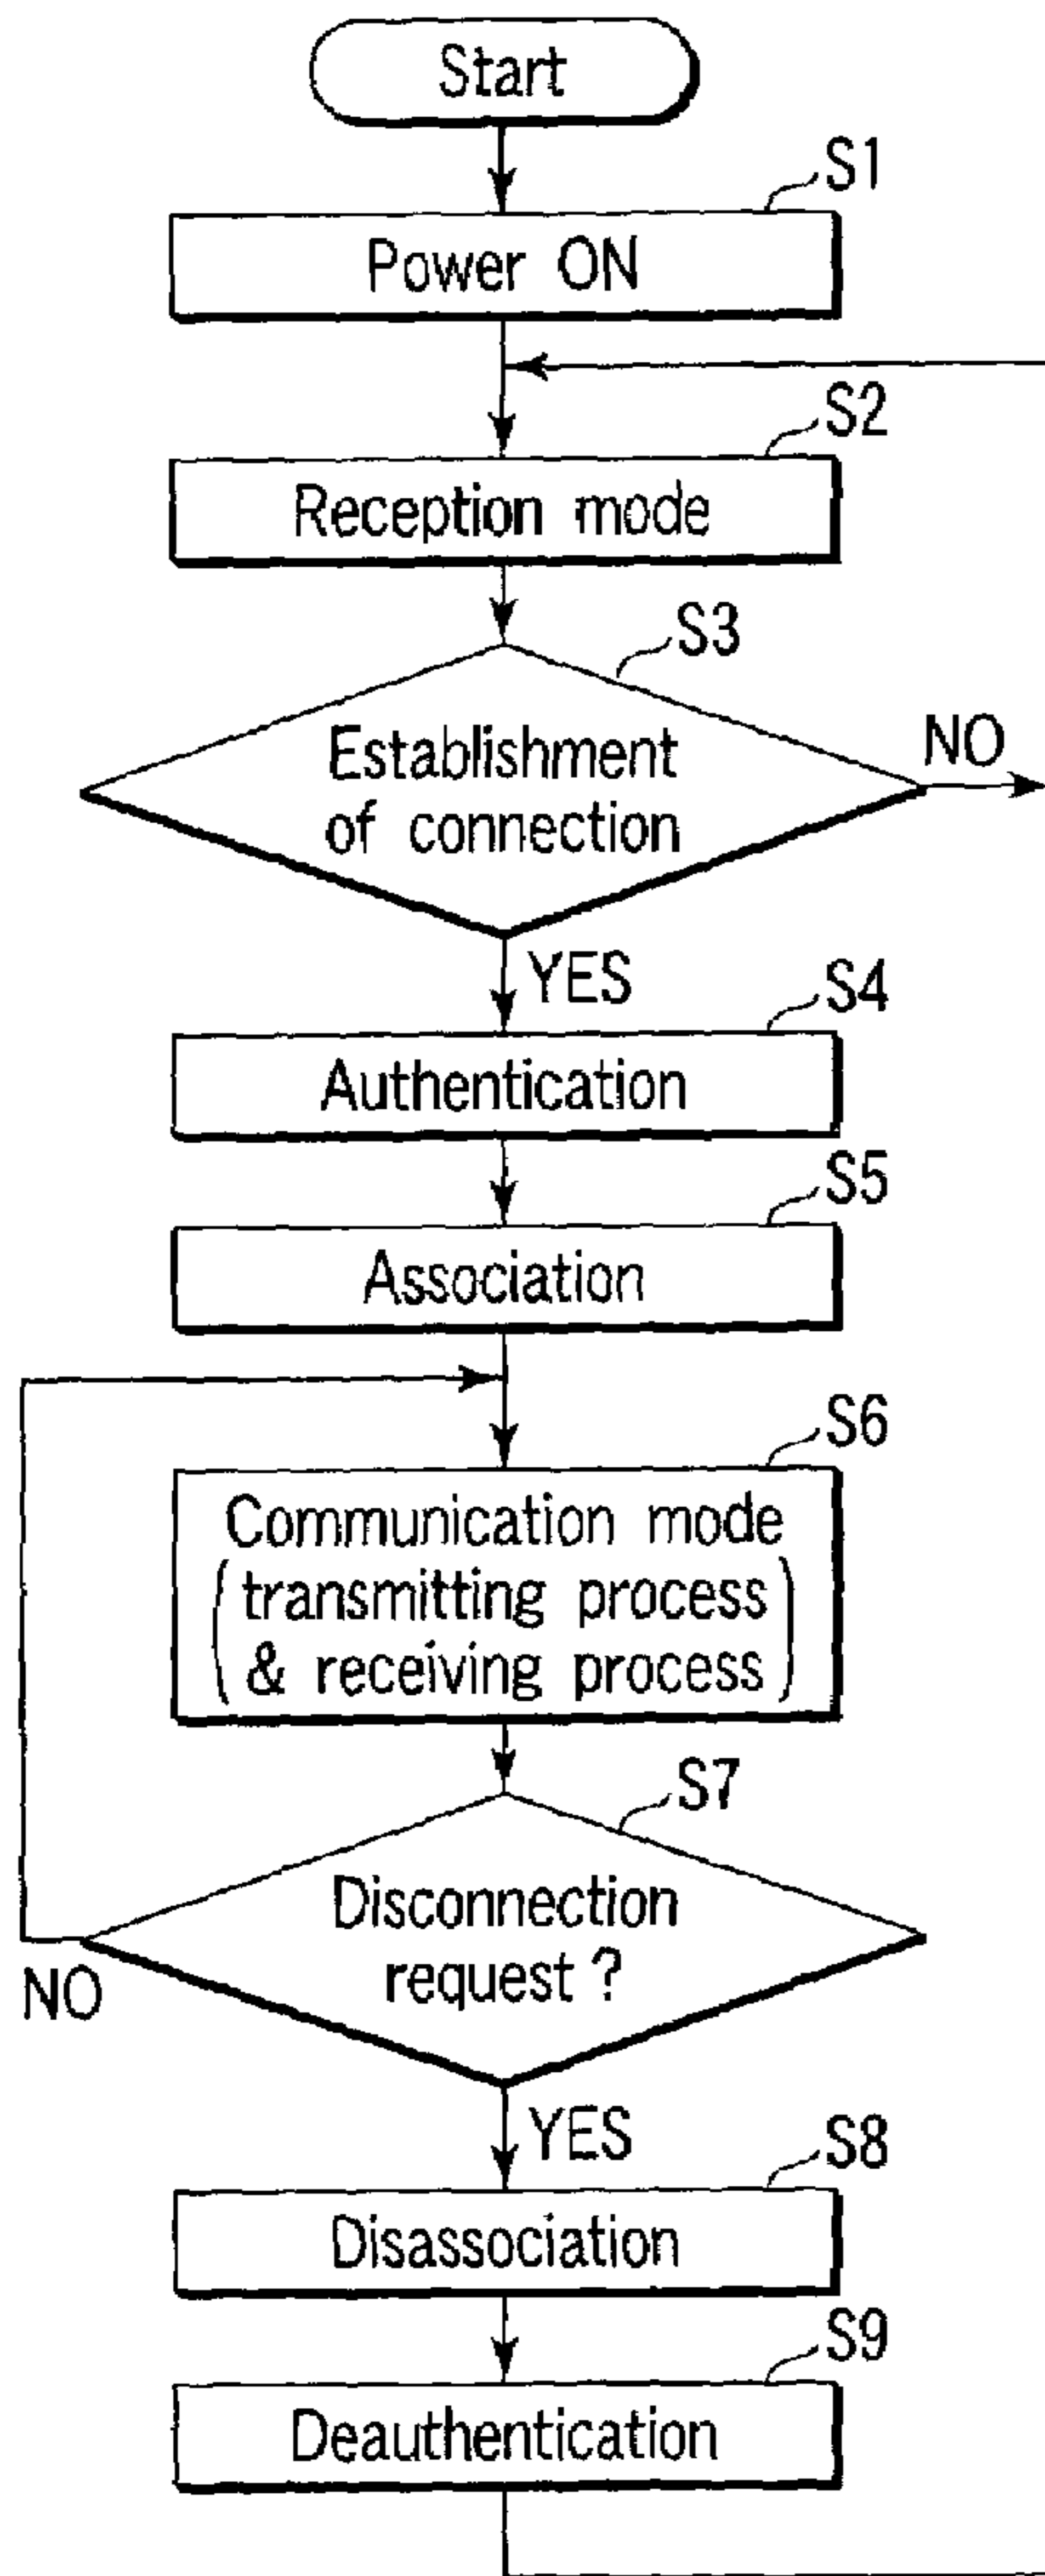 Start
S1
Power ON
S2
Reception mode
S3
Establishment
of connection
NO
YES
S4
Authentication
S5
Association
S6
Communication mode
(transmitting process
& receiving process)
S7
Disconnection
request ?
NO
YES
S8
Disassociation
S9
Deauthentication